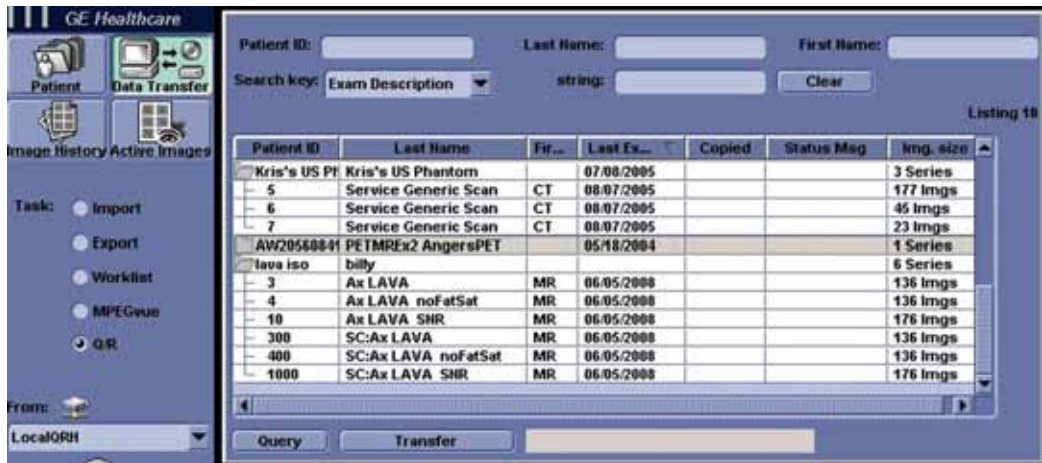 GE Healthcare
Patient Data Transfer
Image History Active Images
Task: Import
Export
Worklist
MPEGvue
Q/R
From:
LocalQRH
Patient ID: Last Name: First Name:
Search key: Exam Description string: Clear
Listing 10
Patient ID Last Name Fir... Last Ex... Copied Status Msg Img. size
Kris's US Ph Kris's US Phantom 07/08/2005 3 Series
5 Service Generic Scan CT 08/07/2005 177 Imgs
6 Service Generic Scan CT 08/07/2005 45 Imgs
7 Service Generic Scan CT 08/07/2005 23 Imgs
PETMREx2 AngersPET 05/18/2004 1 Series
lava iso billy 6 Series
3 Ax LAVA MR 06/05/2008 136 Imgs
4 Ax LAVA noFatSat MR 06/05/2008 136 Imgs
10 Ax LAVA SNR MR 06/05/2008 176 Imgs
300 SC:Ax LAVA MR 06/05/2008 136 Imgs
400 SC:Ax LAVA noFatSat MR 06/05/2008 136 Imgs
1000 SC:Ax LAVA SNR MR 06/05/2008 176 Imgs
Query Transfer